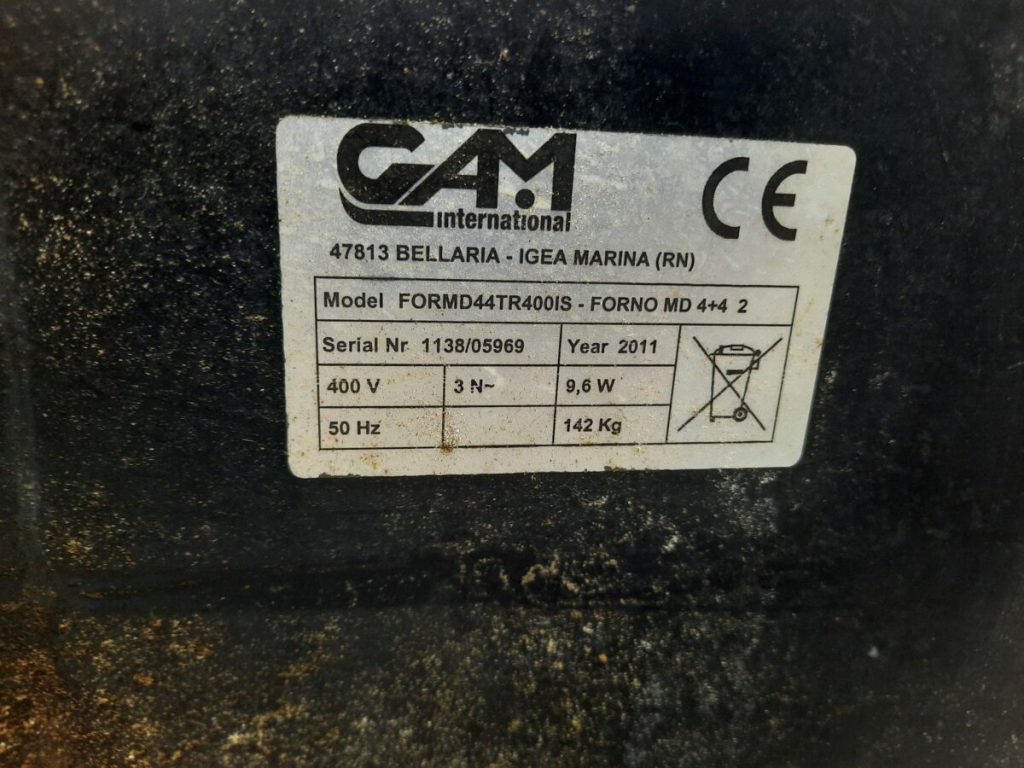 GAM
international
CE
47813 BELLARIA - IGEA MARINA (RN)
Model FORMD44TR400IS - FORNO MD 4+4 2
Serial Nr 1138/05969 Year 2011
400 V 3 N~ 9,6 W
50 Hz 142 Kg